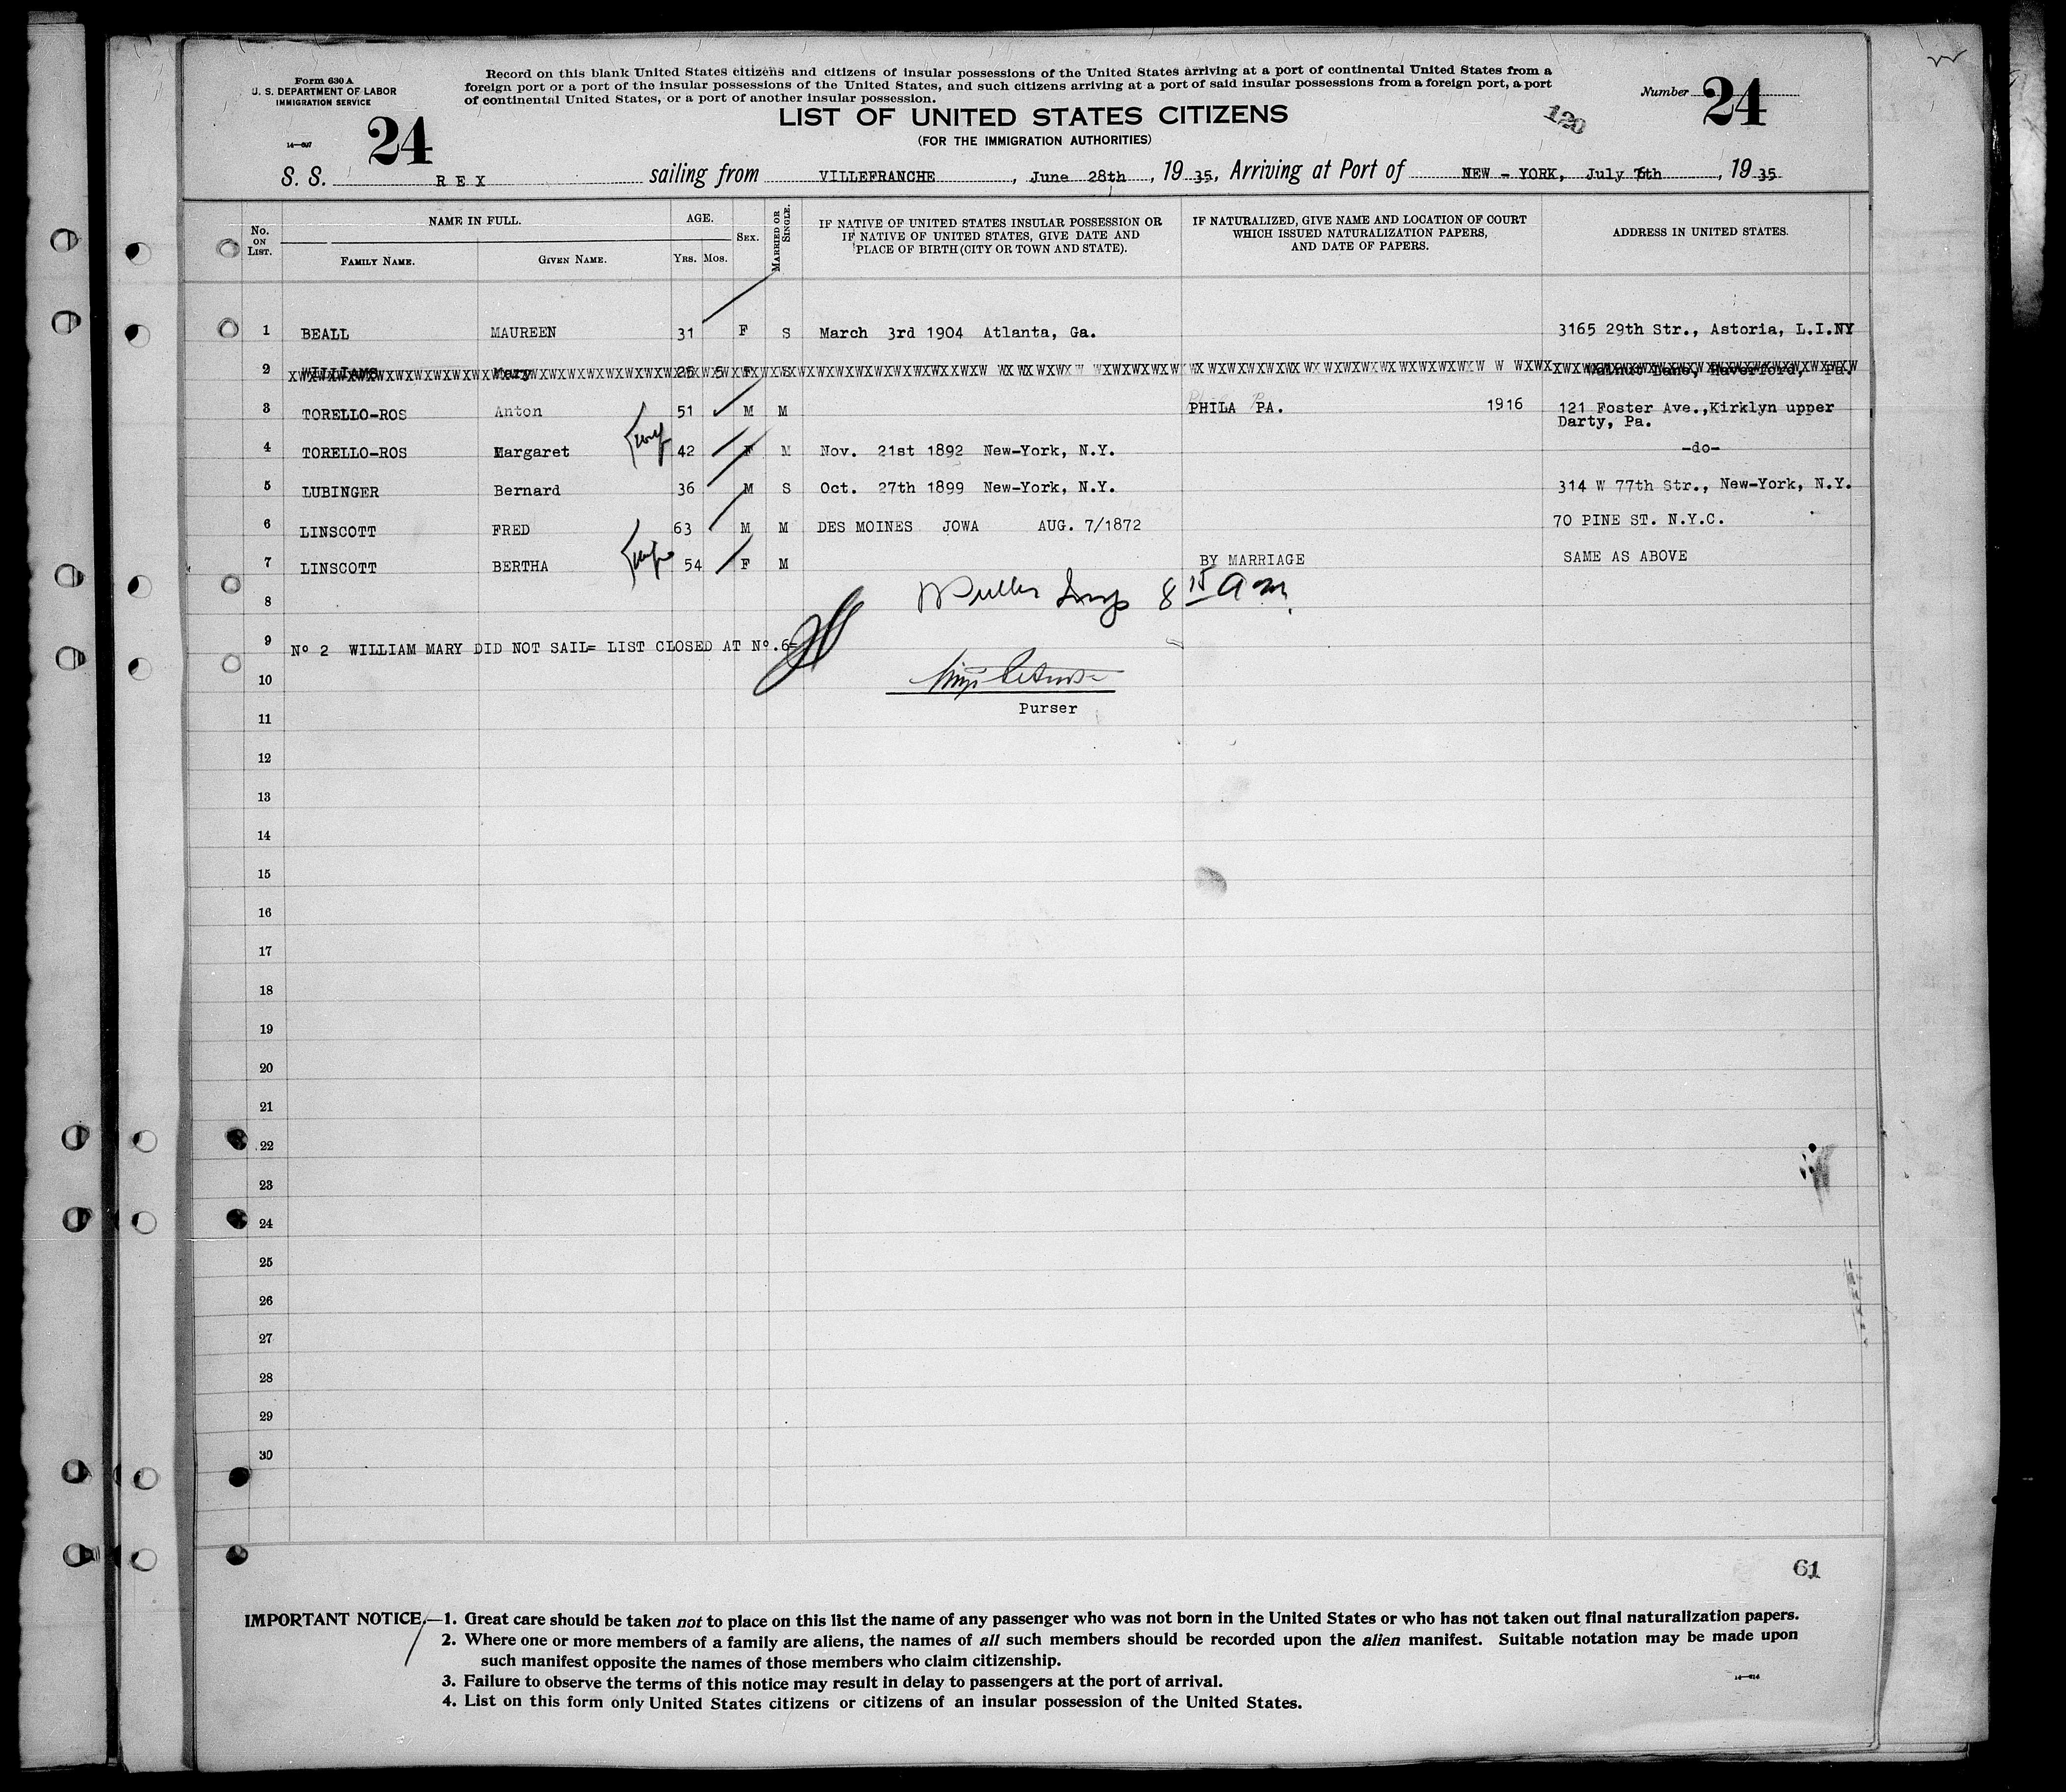 Form 630 A
U. S. DEPARTMENT OF LABOR
IMMIGRATION SERVICE
14—607
24
Record on this blank United States citizens and citizens of insular possessions of the United States arriving at a port of continental United States from a
foreign port or a port of the insular possessions of the United States, and such citizens arriving at a port of said insular possessions from a foreign port, a port
of continental United States, or a port of another insular possession.
LIST OF UNITED STATES CITIZENS
(FOR THE IMMIGRATION AUTHORITIES)
120
Number 24
S. S. REX sailing from VILLEFRANCHE, June 28th, 1935, Arriving at Port of NEW-YORK, July th, 1935
No. ON LIST. NAME IN FULL. FAMILY NAME. GIVEN NAME. AGE. YRS. MOS. SEX. MARRIED OR SINGLE. IF NATIVE OF UNITED STATES INSULAR POSSESSION OR IF NATIVE OF UNITED STATES, GIVE DATE AND PLACE OF BIRTH (CITY OR TOWN AND STATE). IF NATURALIZED, GIVE NAME AND LOCATION OF COURT WHICH ISSUED NATURALIZATION PAPERS, AND DATE OF PAPERS. ADDRESS IN UNITED STATES.
1 BEALL MAUREEN 31 F S March 3rd 1904 Atlanta, Ga. 3165 29th Str., Astoria, L.I.NY
2 WILLIAMS Mary 25 5 F S Walnut Lane, Haverford, Pa.
3 TORELLO-ROS Anton 51 M M PHILA PA. 1916 121 Foster Ave.,Kirklyn upper
Darty, Pa.
4 TORELLO-ROS Margaret 42 F M Nov. 21st 1892 New-York, N.Y. -do-
5 LUBINGER Bernard 36 M S Oct. 27th 1899 New-York, N.Y. 314 W 77th Str., New-York, N.Y.
6 LINSCOTT FRED 63 M M DES MOINES JOWA AUG. 7/1872 70 PINE ST. N.Y.C.
7 LINSCOTT BERTHA 54 F M BY MARRIAGE SAME AS ABOVE
8 Insp 8 15 am.
9 Nº 2 WILLIAM MARY DID NOT SAIL= LIST CLOSED AT Nº.6=
10
Purser
11
12
13
14
15
16
17
18
19
20
21
22
23
24
25
26
27
28
29
30
61
IMPORTANT NOTICE.—1. Great care should be taken not to place on this list the name of any passenger who was not born in the United States or who has not taken out final naturalization papers.
2. Where one or more members of a family are aliens, the names of all such members should be recorded upon the alien manifest. Suitable notation may be made upon
such manifest opposite the names of those members who claim citizenship.
3. Failure to observe the terms of this notice may result in delay to passengers at the port of arrival.
4. List on this form only United States citizens or citizens of an insular possession of the United States.